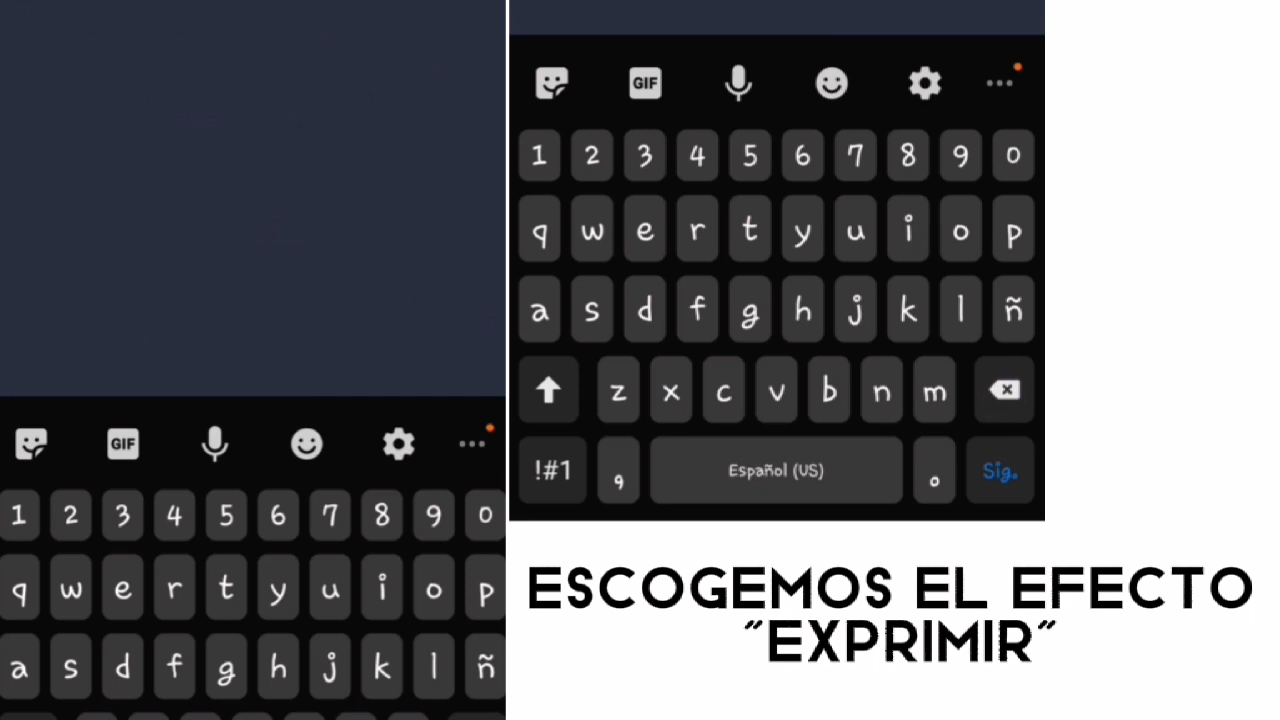 GIF
1 2 3 4 5 6 7 8 9 0
q w e r t y u i o p
a s d f g h j k l ñ
GIF
1 2 3 4 5 6 7 8 9 0
q w e r t y u i o p
a s d f g h j k l ñ
z x c v b n m
!#1 , Español (US) . Sig.
ESCOGEMOS EL EFECTO
"EXPRIMIR"